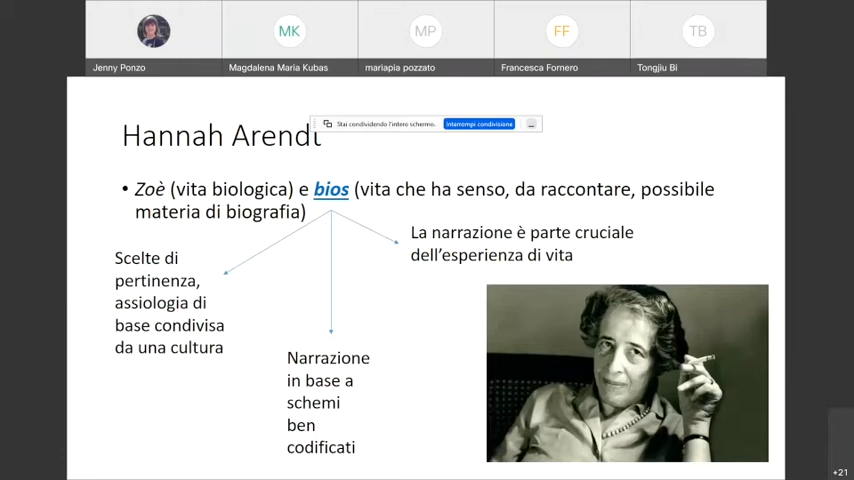 MK
MP
FF
TB
Jenny Ponzo
Magdalena Maria Kubas
mariapia pozzato
Francesca Fornero
Tongjiu Bi
Stai condividendo l'intero schermo.
Interrompi condivisione
Hannah Arendt
• Zoè (vita biologica) e bios (vita che ha senso, da raccontare, possibile
materia di biografia)
La narrazione è parte cruciale
dell'esperienza di vita
Scelte di
pertinenza,
assiologia di
base condivisa
da una cultura
Narrazione
in base a
schemi
ben
codificati
+21